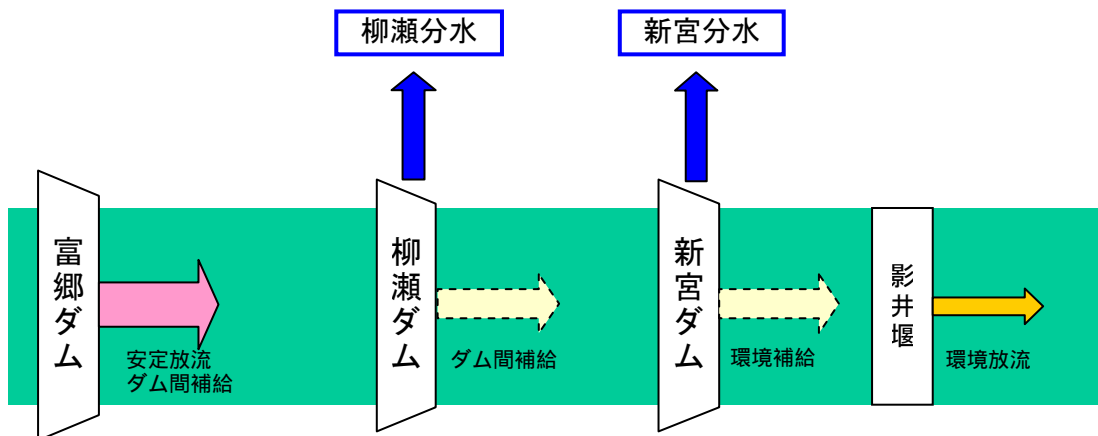 柳瀬分水
新宮分水
富郷ダム
柳瀬ダム
新宮ダム
影井堰
安定放流
ダム間補給
ダム間補給
環境補給
環境放流